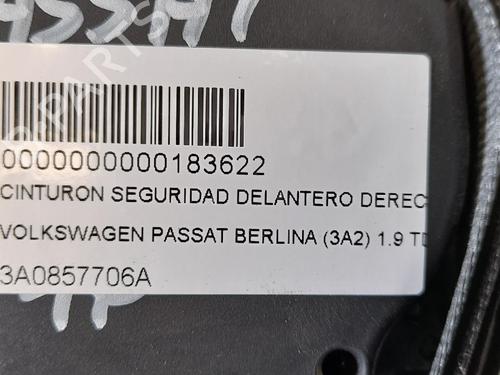 0000000000183622
CINTURON SEGURIDAD DELANTERO DEREC
VOLKSWAGEN PASSAT BERLINA (3A2) 1.9 TD
3A0857706A